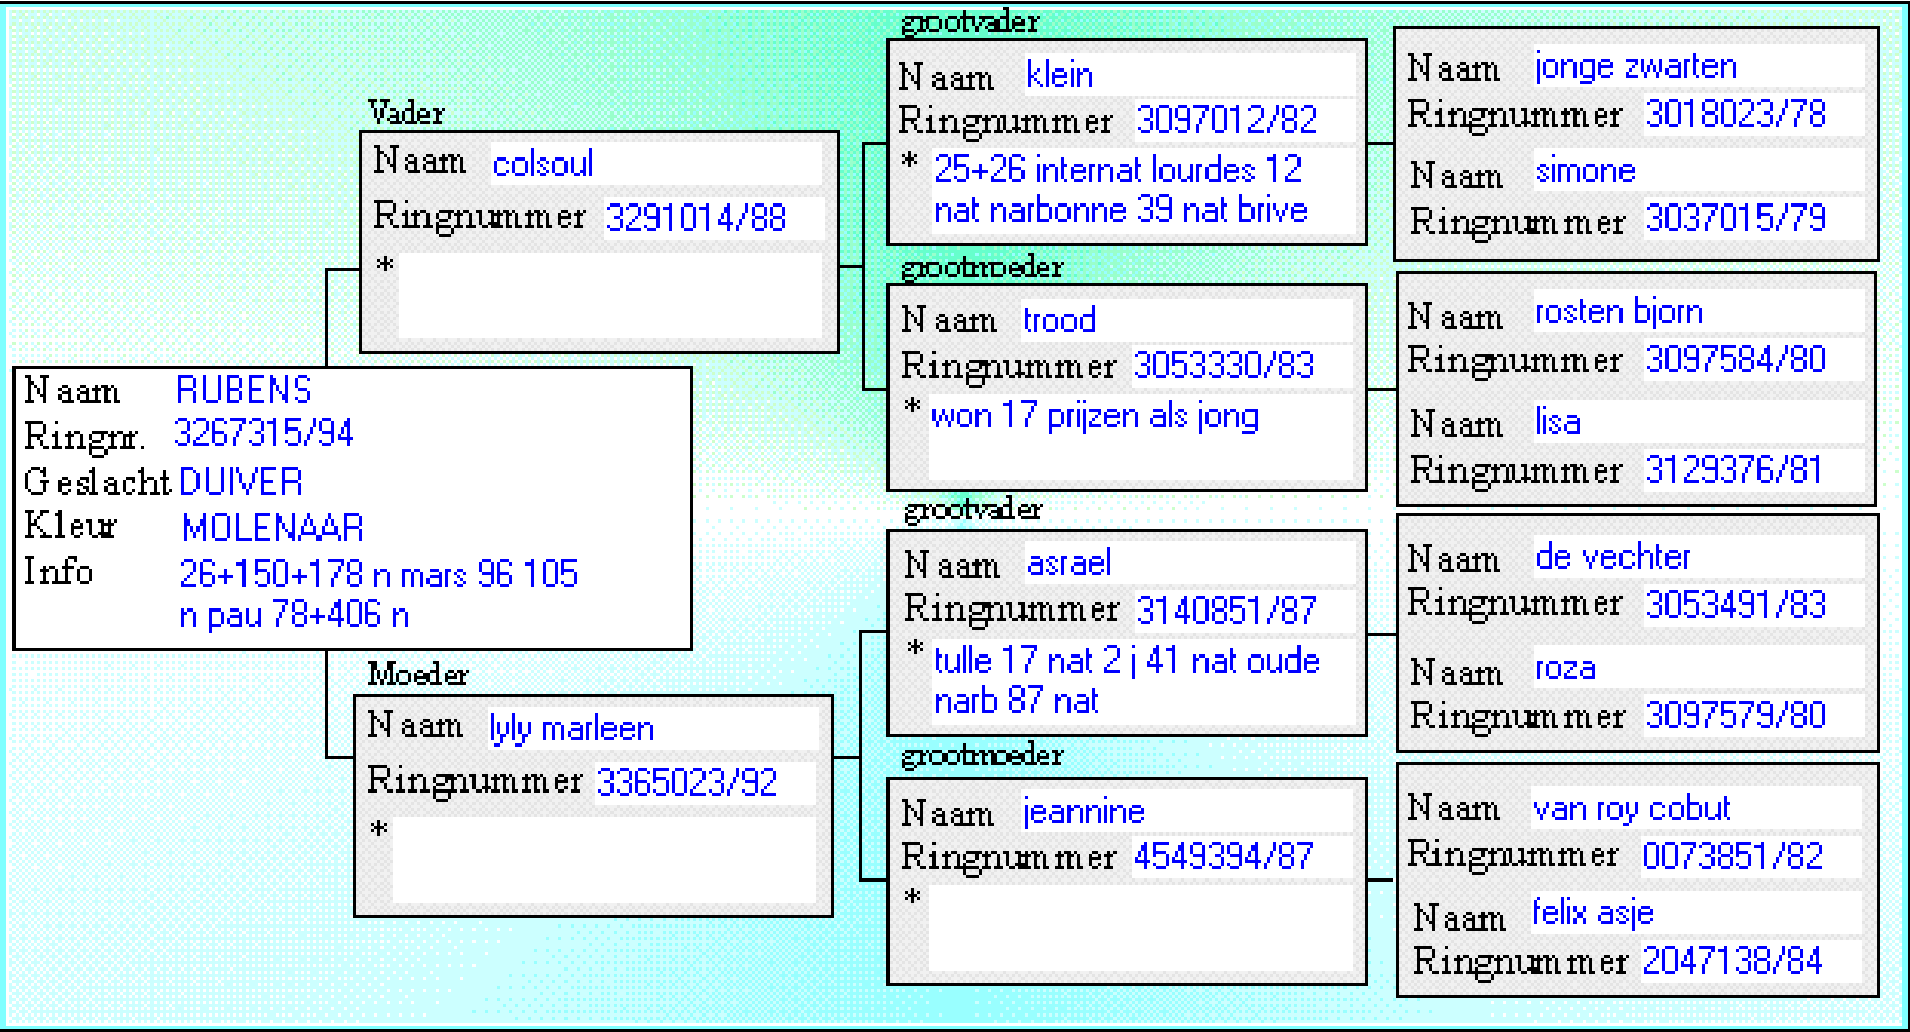 Naam RUBENS
Ringnr. 3267315/94
Geslacht DUIVER
Kleur MOLENAAR
Info 26+150+178 n mars 96 105
n pau 78+406 n
Vader
Naam colsoul
Ringnummer 3291014/88
*
Moeder
Naam lyly marleen
Ringnummer 3365023/92
*
grootvader
Naam klein
Ringnummer 3097012/82
* 25+26 internat lourdes 12
nat narbonne 39 nat brive
grootmoeder
Naam trood
Ringnummer 3053330/83
* won 17 prijzen als jong
grootvader
Naam asrael
Ringnummer 3140851/87
* tulle 17 nat 2 j 41 nat oude
narb 87 nat
grootmoeder
Naam jeannine
Ringnummer 4549394/87
*
Naam jonge zwarten
Ringnummer 3018023/78
Naam simone
Ringnummer 3037015/79
Naam rosten bjorn
Ringnummer 3097584/80
Naam lisa
Ringnummer 3129376/81
Naam de vechter
Ringnummer 3053491/83
Naam roza
Ringnummer 3097579/80
Naam van roy cobut
Ringnummer 0073851/82
Naam felix asje
Ringnummer 2047138/84